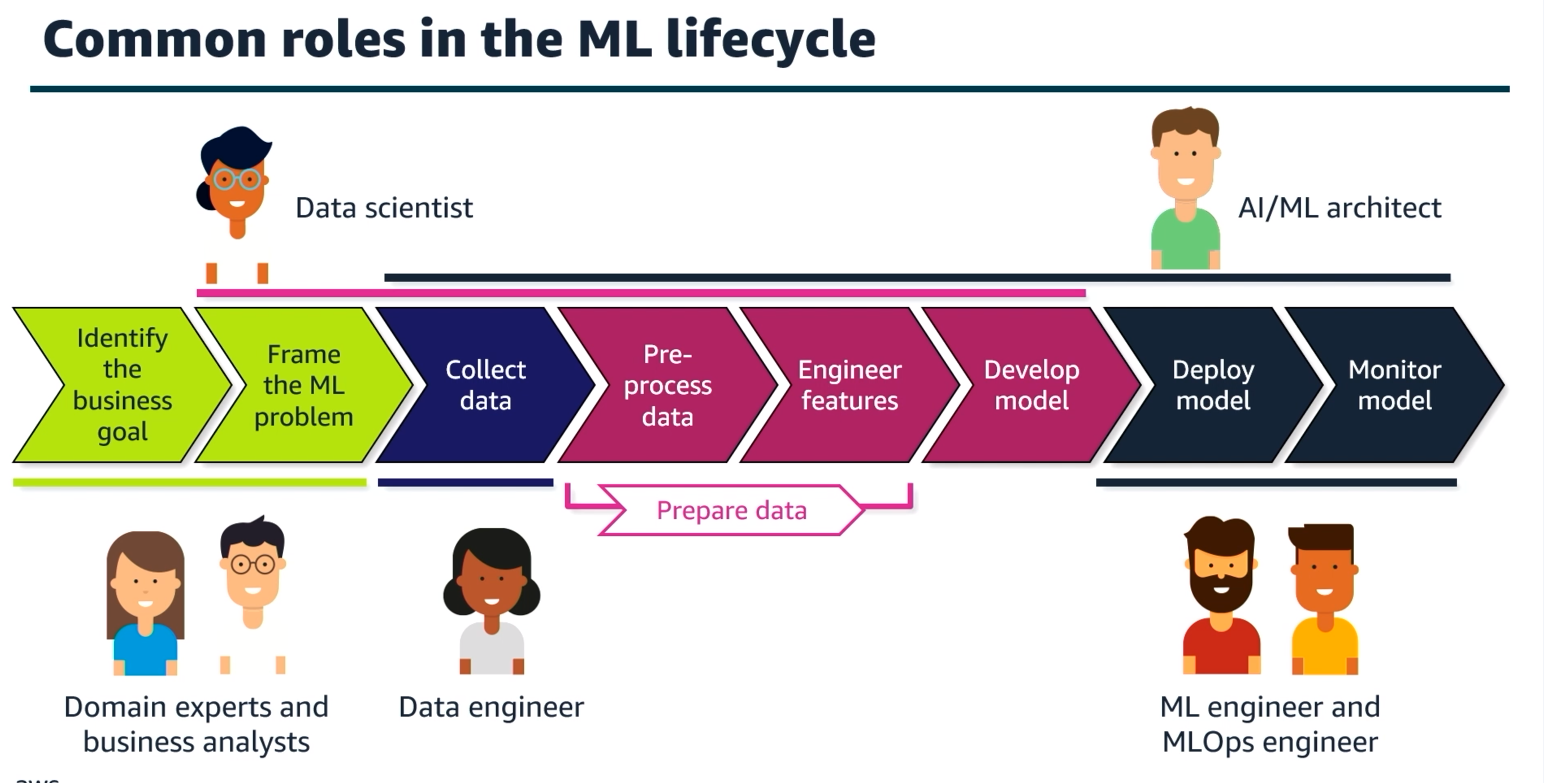 Common roles in the ML lifecycle
Data scientist
AI/ML architect
Identify
the
business
goal
Frame
the ML
problem
Collect
data
Pre-
process
data
Engineer
features
Develop
model
Deploy
model
Monitor
model
Prepare data
Domain experts and
business analysts
Data engineer
ML engineer and
MLOps engineer
aws